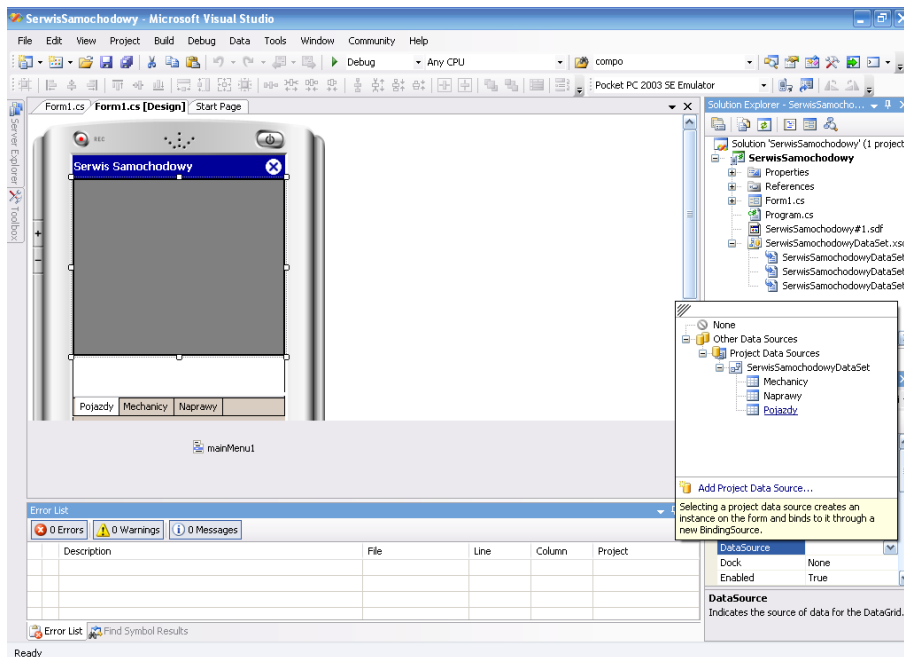 SerwisSamochodowy - Microsoft Visual Studio
File Edit View Project Build Debug Data Tools Window Community Help
Debug Any CPU compo
Pocket PC 2003 SE Emulator
Form1.cs Form1.cs [Design] Start Page
Solution Explorer - SerwisSamocho...
Server Explorer
Toolbox
REC
Serwis Samochodowy
Pojazdy Mechanicy Naprawy
mainMenu1
Solution 'SerwisSamochodowy' (1 project
SerwisSamochodowy
Properties
References
Form1.cs
Program.cs
SerwisSamochodowy#1.sdf
SerwisSamochodowyDataSet.xsd
SerwisSamochodowyDataSet
SerwisSamochodowyDataSet
SerwisSamochodowyDataSet
None
Other Data Sources
Project Data Sources
SerwisSamochodowyDataSet
Mechanicy
Naprawy
Pojazdy
Add Project Data Source...
Selecting a project data source creates an
instance on the form and binds to it through a
new BindingSource.
DataSource
Dock None
Enabled True
DataSource
Indicates the source of data for the DataGrid.
Error List
0 Errors 0 Warnings 0 Messages
Description File Line Column Project
Error List Find Symbol Results
Ready